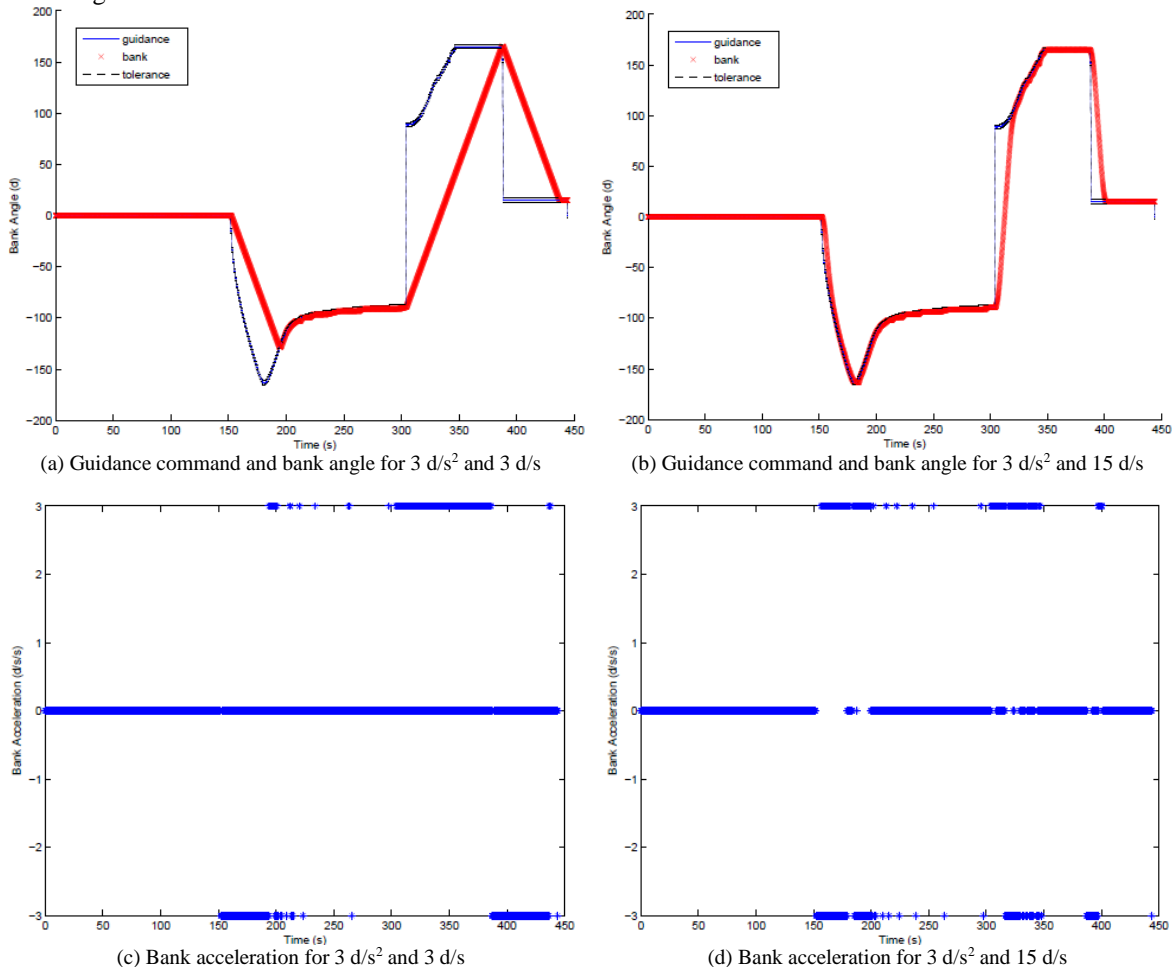 200
150
100
50
0
−50
−100
−150
−200
Bank Angle (d)
guidance
bank
tolerance
0 50 100 150 200 250 300 350 400 450
Time (s)
(a) Guidance command and bank angle for 3 d/s² and 3 d/s
200
150
100
50
0
−50
−100
−150
−200
Bank Angle (d)
guidance
bank
tolerance
0 50 100 150 200 250 300 350 400 450
Time (s)
(b) Guidance command and bank angle for 3 d/s² and 15 d/s
3
2
1
0
−1
−2
−3
Bank Acceleration (d/s/s)
0 50 100 150 200 250 300 350 400 450
Time (s)
(c) Bank acceleration for 3 d/s² and 3 d/s
3
2
1
0
−1
−2
−3
Bank Acceleration (d/s/s)
0 50 100 150 200 250 300 350 400 450
Time (s)
(d) Bank acceleration for 3 d/s² and 15 d/s